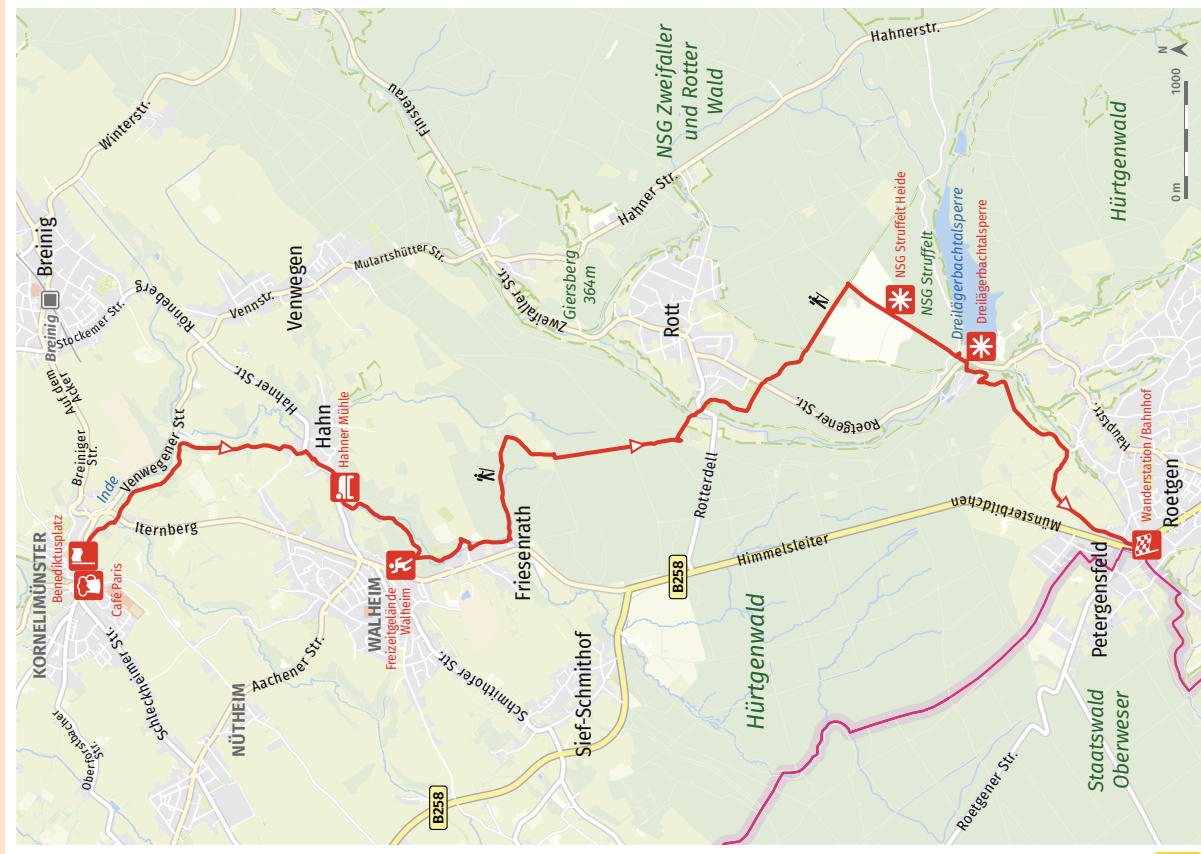 KORNELIMÜNSTER
Benediktusplatz
Café Paris
Oberforstbacher
Str.
Schleckheimer Str.
NÜTHEIM
Aachener Str.
Iternberg
Inde
Breiniger
Str.
Auf dem
Acker
Venwegener Str.
Stockemer Str.
Breinig
Breinig
Winterstr.
Rönneberg
Hahner Str.
Vennstr.
Venwegen
Mulartshütter Str.
Hahn
Hahner Mühle
WALHEIM
Freizeitgelände
Walheim
Schmithofer Str.
B258
Friesenrath
Sief-Schmithof
Finsterau
Zweifaller Str.
Giersberg
364m
Hahner Str.
NSG Zweifaller
und Rotter
Wald
Hahnerstr.
Rott
Rotterdell
B258
Himmelsleiter
Hürtgenwald
Roetgener Str.
NSG Struffelt Heide
NSG Struffelt
Dreilägerbachtalsperre
Dreilägerbachtalsperre
Münsterbildchen
Hauptstr.
Wanderstation/Bahnhof
Roetgen
Petergensfeld
Roetgener Str.
Staatswald
Oberweser
Hürtgenwald
0 m
1000
N